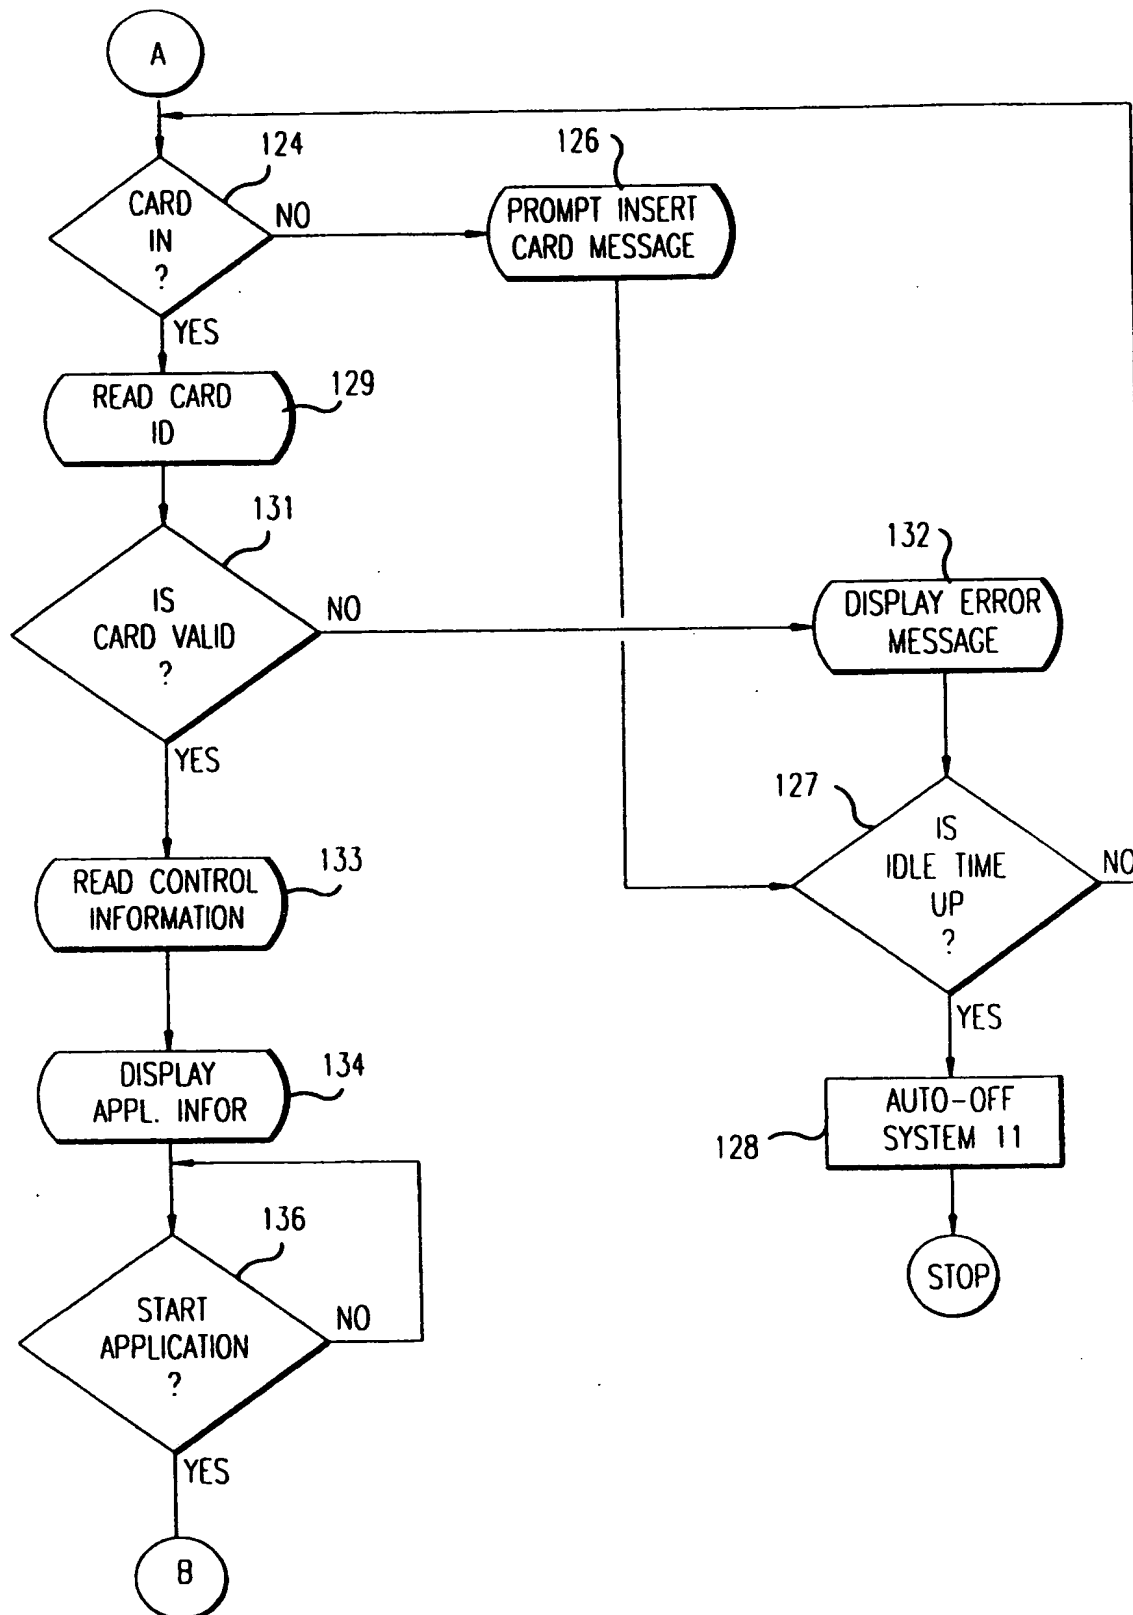 A
124
CARD
IN
?
NO
YES
126
PROMPT INSERT
CARD MESSAGE
READ CARD
ID
129
131
IS
CARD VALID
?
NO
YES
132
DISPLAY ERROR
MESSAGE
127
IS
IDLE TIME
UP
?
NO
YES
READ CONTROL
INFORMATION
133
DISPLAY
APPL. INFOR
134
AUTO-OFF
SYSTEM 11
128
STOP
136
START
APPLICATION
?
NO
YES
B